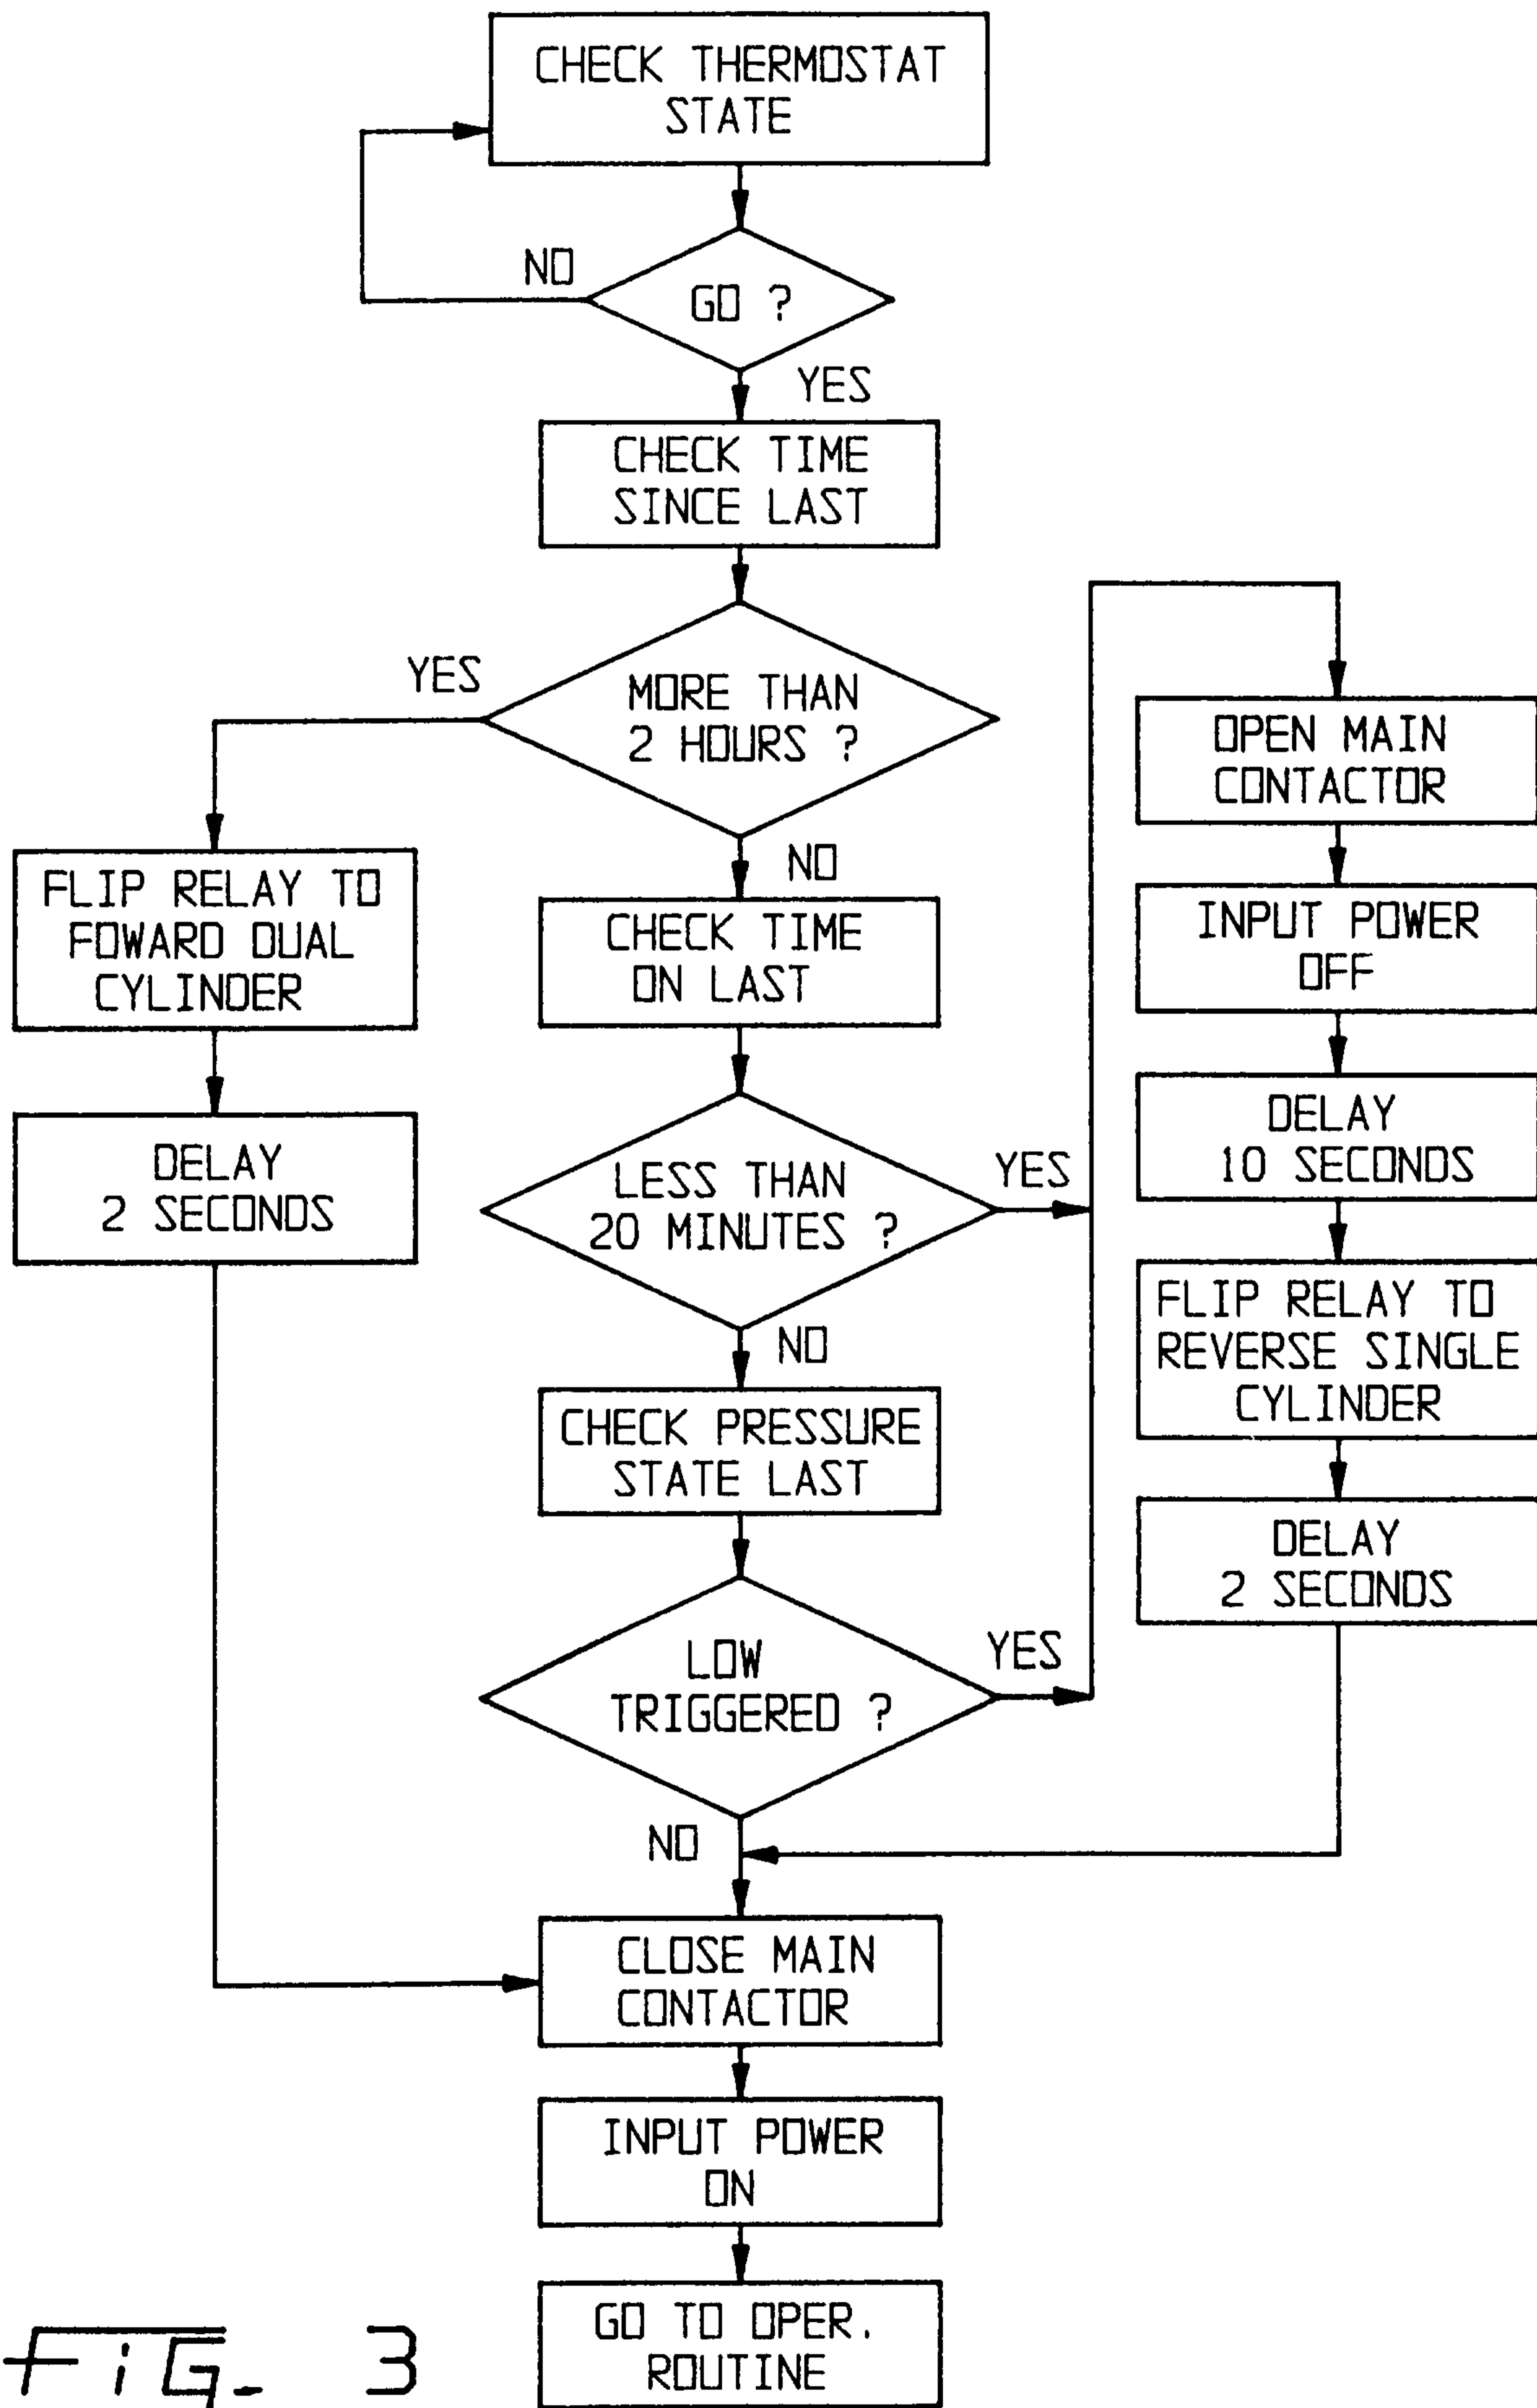 CHECK THERMOSTAT
STATE
NO
GO ?
YES
CHECK TIME
SINCE LAST
YES
MORE THAN
2 HOURS ?
NO
FLIP RELAY TO
FOWARD DUAL
CYLINDER
DELAY
2 SECONDS
CHECK TIME
ON LAST
LESS THAN
20 MINUTES ?
YES
NO
CHECK PRESSURE
STATE LAST
LOW
TRIGGERED ?
YES
NO
OPEN MAIN
CONTACTOR
INPUT POWER
OFF
DELAY
10 SECONDS
FLIP RELAY TO
REVERSE SINGLE
CYLINDER
DELAY
2 SECONDS
CLOSE MAIN
CONTACTOR
INPUT POWER
ON
GO TO OPER.
ROUTINE
FiG. 3